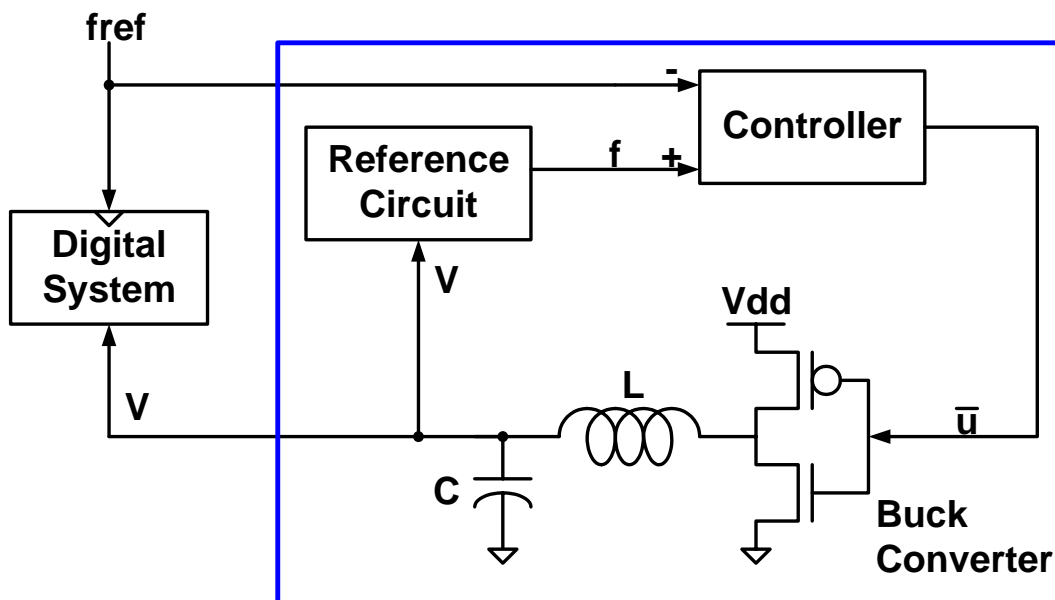 fref
-
Controller
Reference
Circuit
f
+
Digital
System
V
Vdd
V
L
u̅
C
Buck
Converter